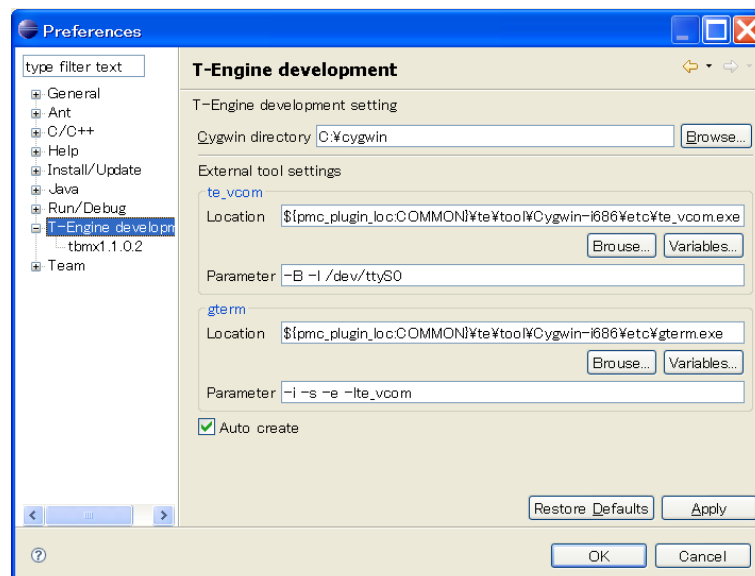 Preferences
type filter text
T-Engine development
General
Ant
C/C++
Help
Install/Update
Java
Run/Debug
T-Engine developm
tbmx1.1.0.2
Team
T-Engine development setting
Cygwin directory C:¥cygwin Browse...
External tool settings
te_vcom
Location ${pmc_plugin_loc:COMMON}¥te¥tool¥Cygwin-i686¥etc¥te_vcom.exe
Browse... Variables...
Parameter -B -l /dev/ttyS0
gterm
Location ${pmc_plugin_loc:COMMON}¥te¥tool¥Cygwin-i686¥etc¥gterm.exe
Browse... Variables...
Parameter -i -s -e -lte_vcom
Auto create
Restore Defaults Apply
OK Cancel